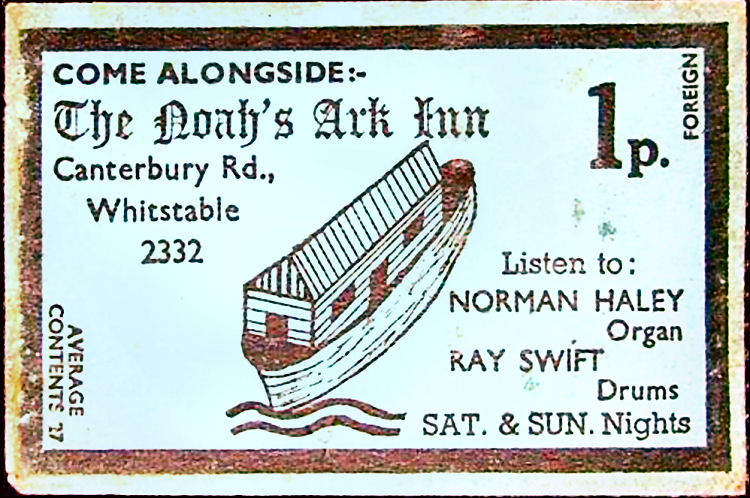 COME ALONGSIDE:-
The Noah's Ark Inn
Canterbury Rd.,
Whitstable
2332
1p.
FOREIGN
Listen to:
NORMAN HALEY
Organ
RAY SWIFT
Drums
SAT. & SUN. Nights
AVERAGE
CONTENTS 17